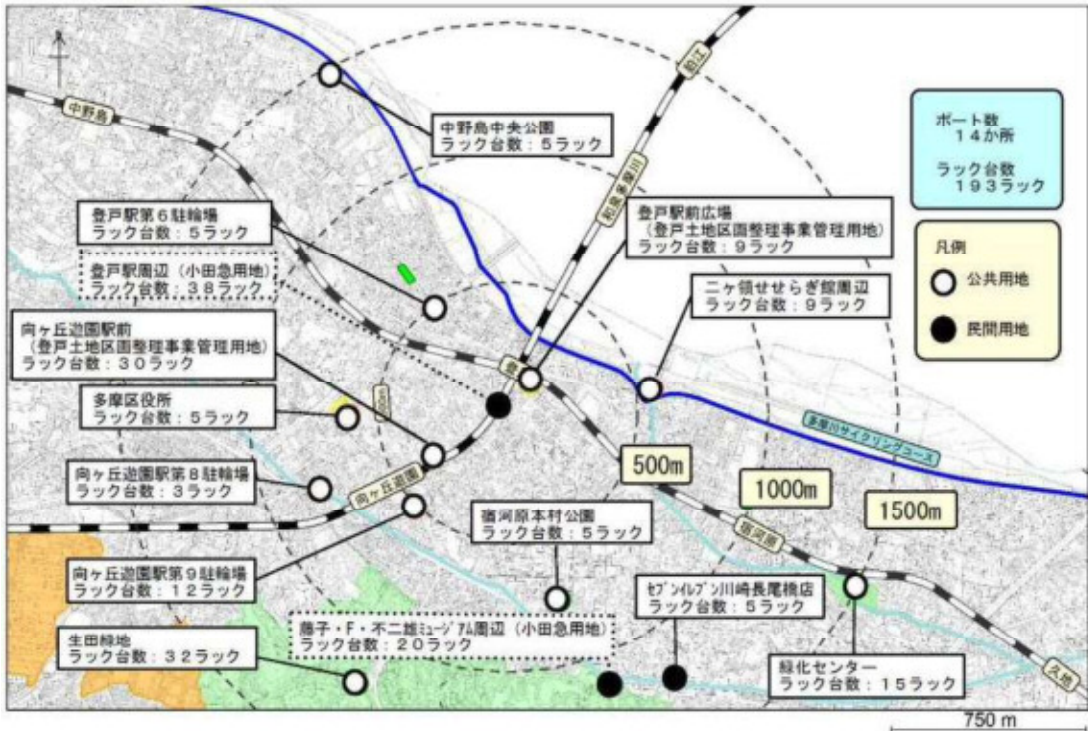 中野島
中野島中央公園
ラック台数：5ラック
狛江
和泉多摩川
ポート数
14か所
ラック台数
193ラック
登戸駅第6駐輪場
ラック台数：5ラック
登戸駅前広場
（登戸土地区画整理事業管理用地）
ラック台数：9ラック
凡例
公共用地
民間用地
登戸駅周辺（小田急用地）
ラック台数：38ラック
二ヶ領せせらぎ館周辺
ラック台数：9ラック
向ヶ丘遊園駅前
（登戸土地区画整理事業管理用地）
ラック台数：30ラック
多摩区役所
ラック台数：5ラック
多摩川サイクリングコース
500m
1000m
1500m
向ヶ丘遊園駅第8駐輪場
ラック台数：3ラック
向ヶ丘遊園
宿河原本村公園
ラック台数：5ラック
宿河原
向ヶ丘遊園駅第9駐輪場
ラック台数：12ラック
ｾﾌﾞﾝｲﾚﾌﾞﾝ川崎長尾橋店
ラック台数：5ラック
藤子・F・不二雄ﾐｭｰｼﾞｱﾑ周辺（小田急用地）
ラック台数：20ラック
生田緑地
ラック台数：32ラック
緑化センター
ラック台数：15ラック
久地
750 m